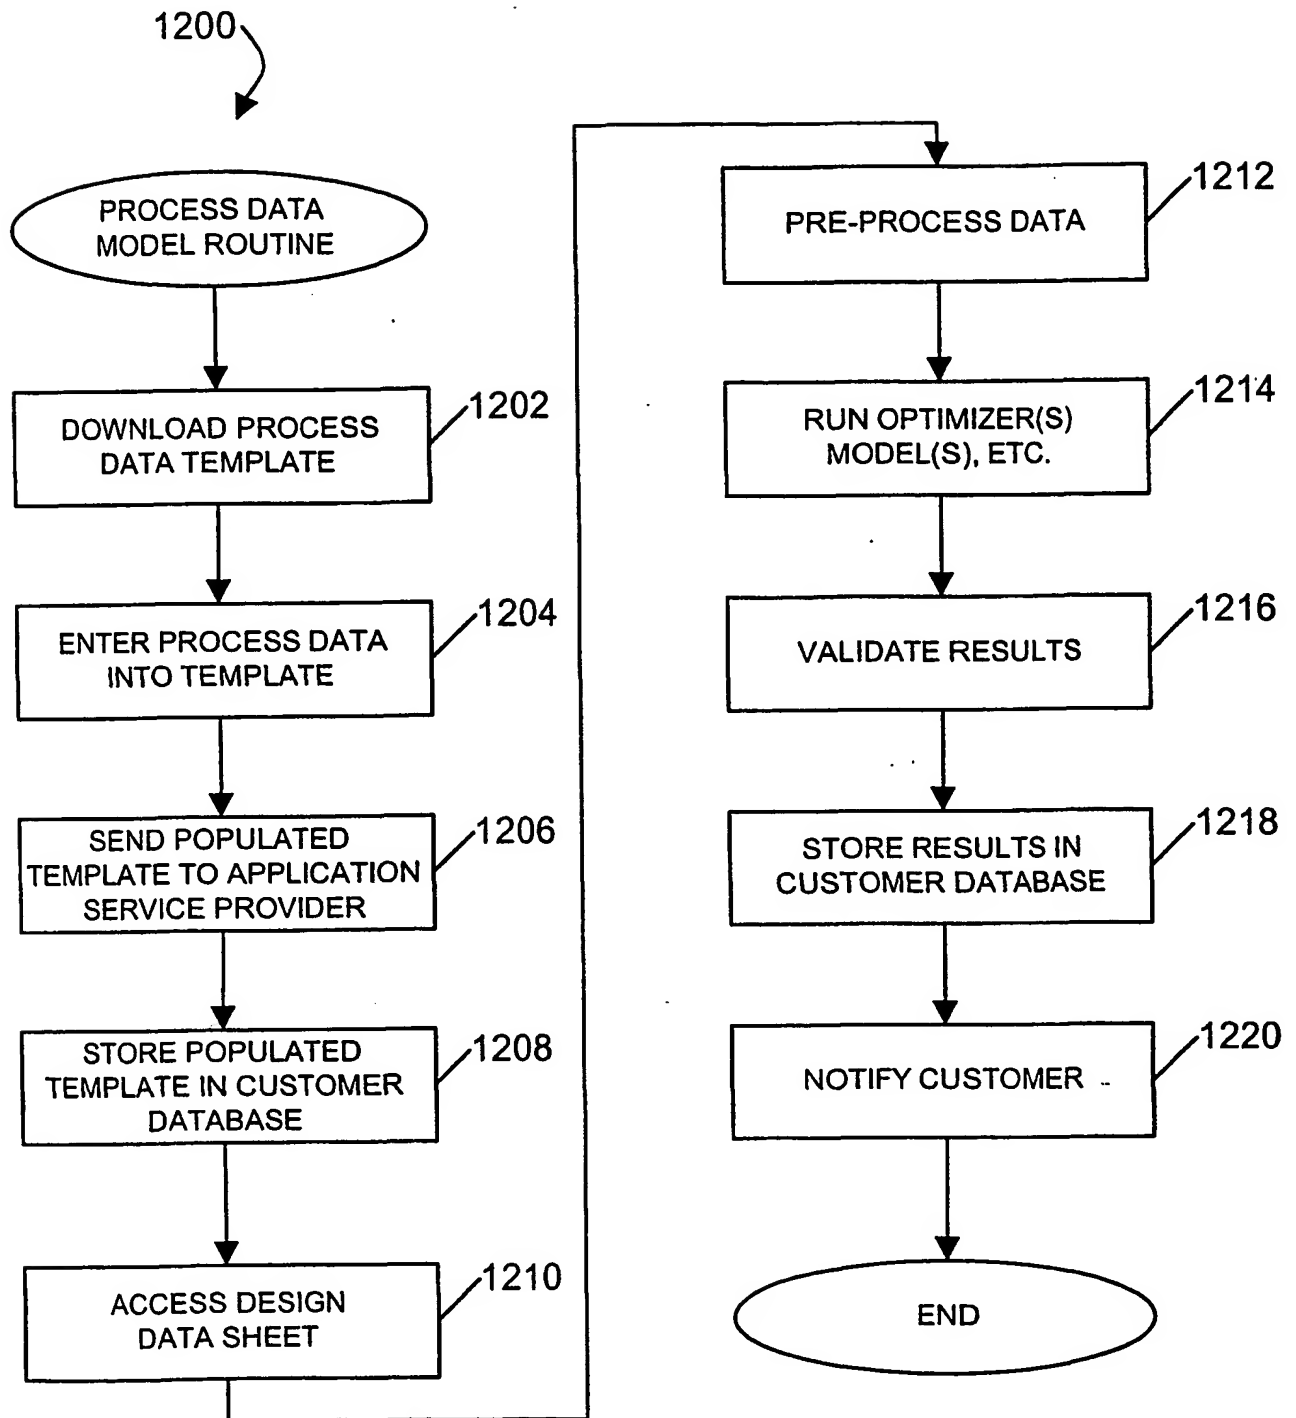 1200
PROCESS DATA
MODEL ROUTINE
DOWNLOAD PROCESS
DATA TEMPLATE
1202
ENTER PROCESS DATA
INTO TEMPLATE
1204
SEND POPULATED
TEMPLATE TO APPLICATION
SERVICE PROVIDER
1206
STORE POPULATED
TEMPLATE IN CUSTOMER
DATABASE
1208
ACCESS DESIGN
DATA SHEET
1210
PRE-PROCESS DATA
1212
RUN OPTIMIZER(S)
MODEL(S), ETC.
1214
VALIDATE RESULTS
1216
STORE RESULTS IN
CUSTOMER DATABASE
1218
NOTIFY CUSTOMER
1220
END